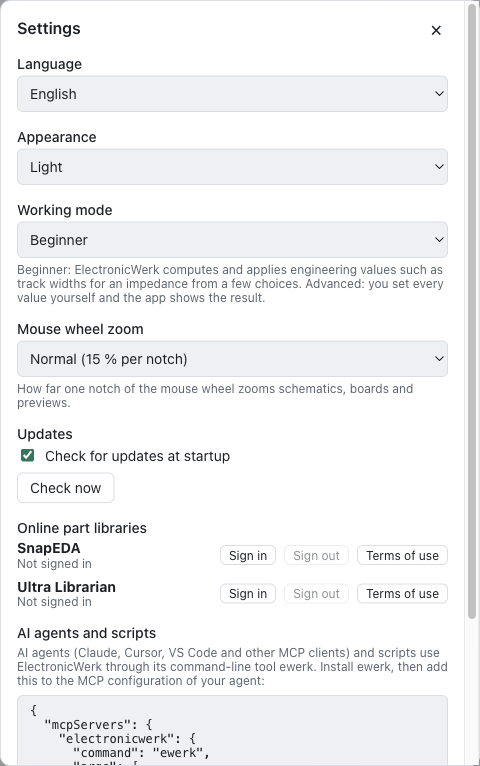 Settings
×
Language
English
Appearance
Light
Working mode
Beginner
Beginner: ElectronicWerk computes and applies engineering values such as
track widths for an impedance from a few choices. Advanced: you set every
value yourself and the app shows the result.
Mouse wheel zoom
Normal (15 % per notch)
How far one notch of the mouse wheel zooms schematics, boards and
previews.
Updates
Check for updates at startup
Check now
Online part libraries
SnapEDA
Not signed in
Sign in Sign out Terms of use
Ultra Librarian
Not signed in
Sign in Sign out Terms of use
AI agents and scripts
AI agents (Claude, Cursor, VS Code and other MCP clients) and scripts use
ElectronicWerk through its command-line tool ewerk. Install ewerk, then add
this to the MCP configuration of your agent:
{
"mcpServers": {
"electronicwerk": {
"command": "ewerk",